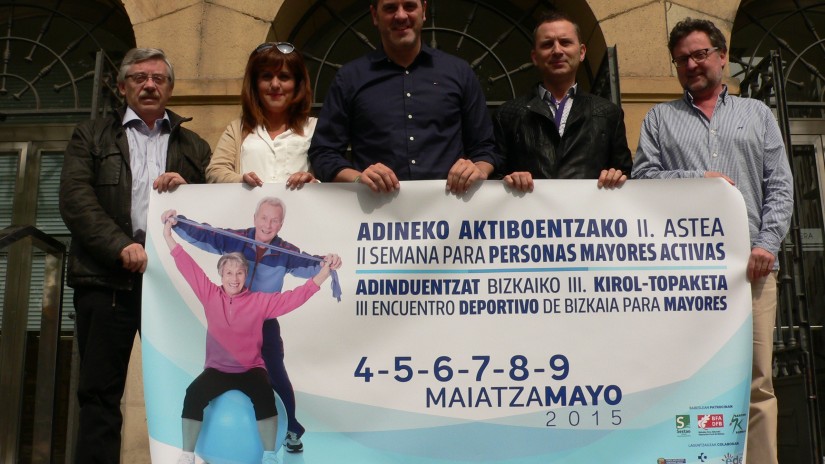 ADINEKO AKTIBOENTZAKO II. ASTEA
II SEMANA PARA PERSONAS MAYORES ACTIVAS
ADINDUENTZAT BIZKAIKO III. KIROL-TOPAKETA
III ENCUENTRO DEPORTIVO DE BIZKAIA PARA MAYORES
4-5-6-7-8-9
MAIATZAMAYO
2015